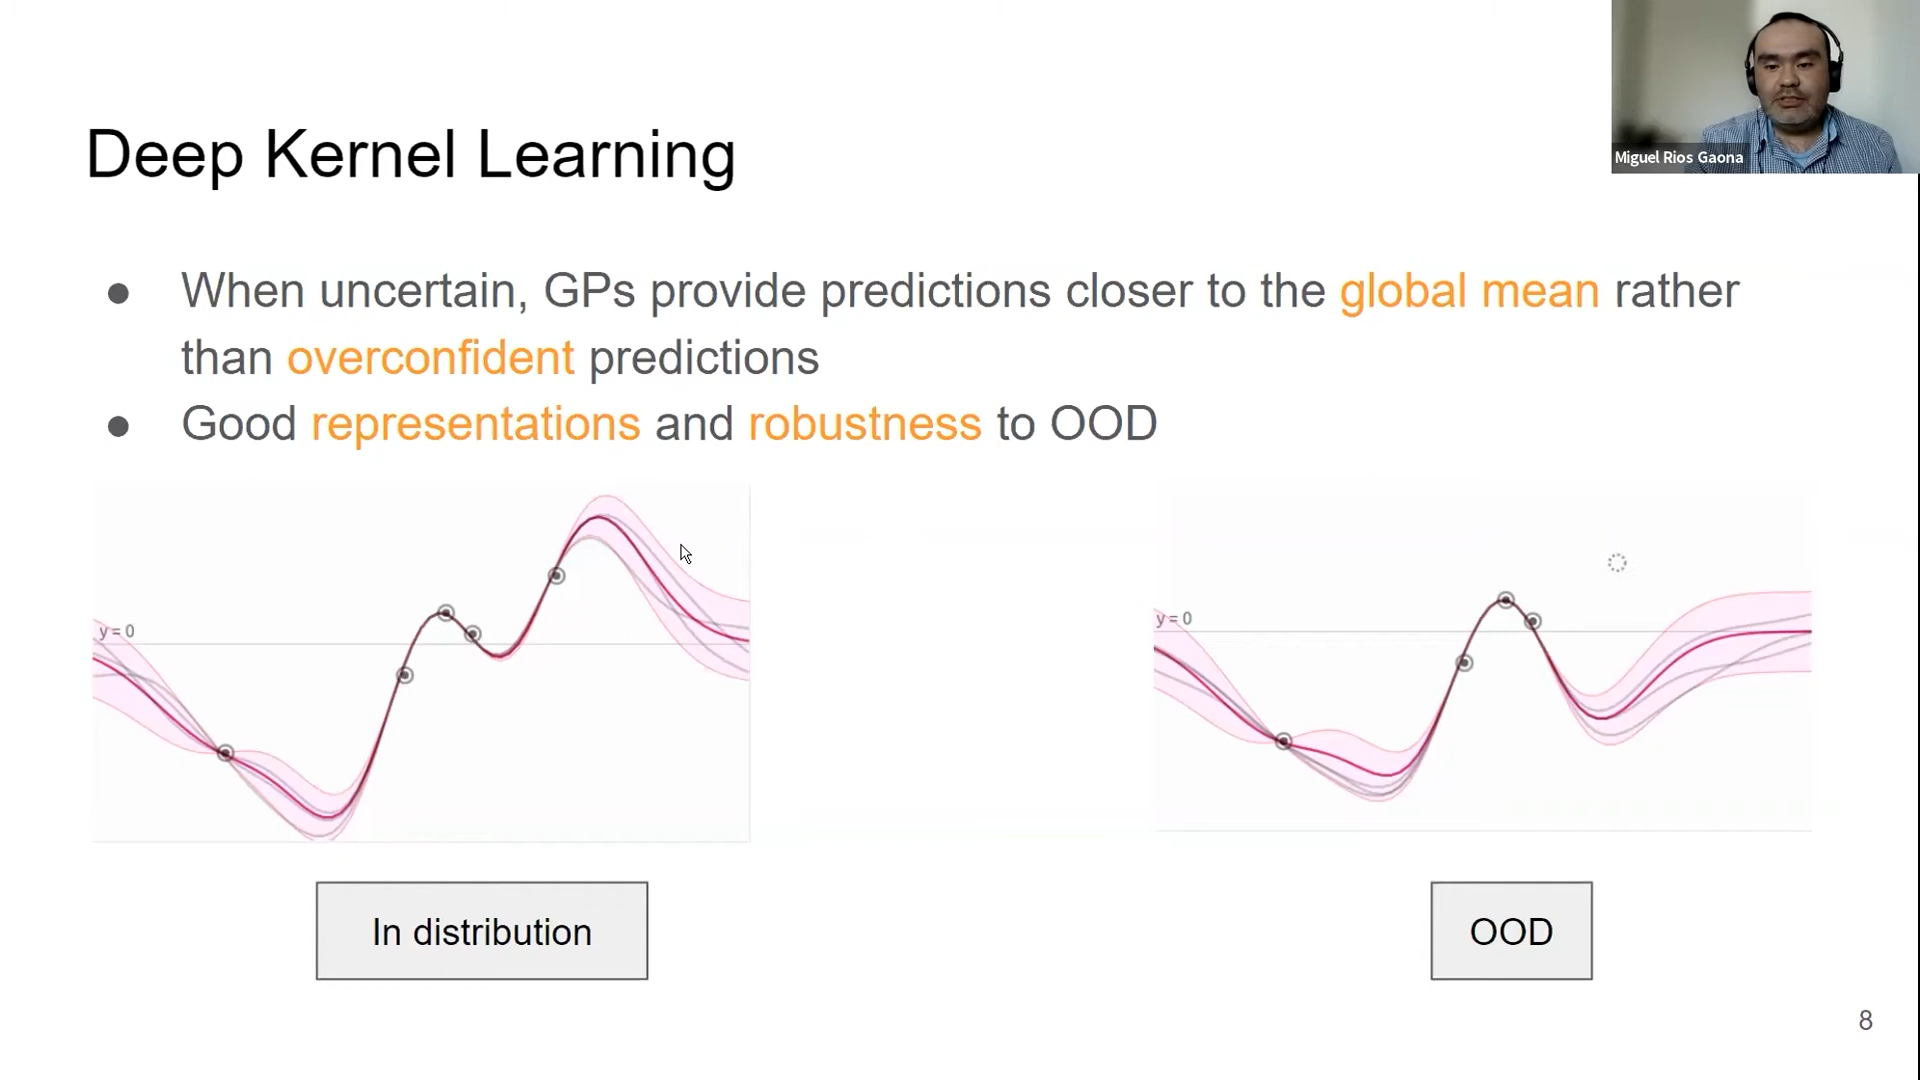 Miguel Rios Gaona
Deep Kernel Learning
● When uncertain, GPs provide predictions closer to the global mean rather
than overconfident predictions
● Good representations and robustness to OOD
y = 0
y = 0
In distribution
OOD
8